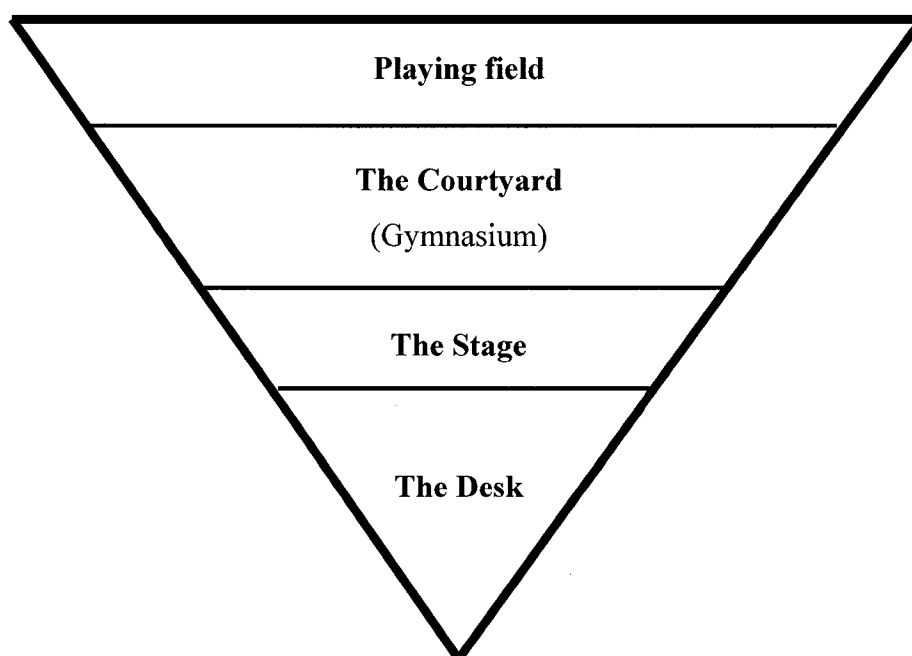 Playing field
The Courtyard
(Gymnasium)
The Stage
The Desk